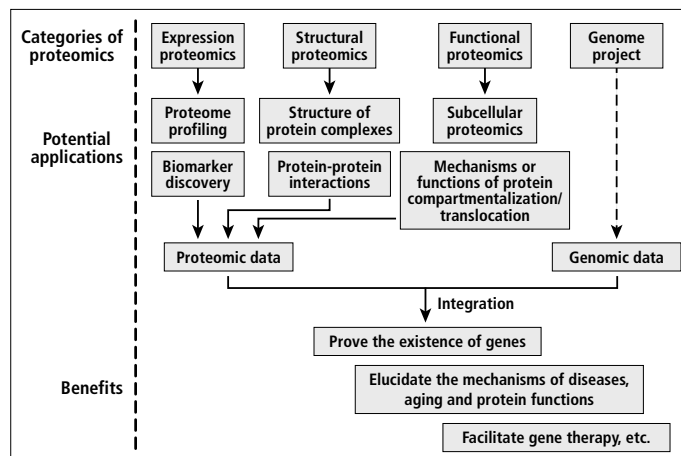 Categories of
proteomics
Expression
proteomics
Structural
proteomics
Functional
proteomics
Genome
project
Potential
applications
Proteome
profiling
Structure of
protein complexes
Subcellular
proteomics
Biomarker
discovery
Protein-protein
interactions
Mechanisms or
functions of protein
compartmentalization/
translocation
Proteomic data
Genomic data
Integration
Benefits
Prove the existence of genes
Elucidate the mechanisms of diseases,
aging and protein functions
Facilitate gene therapy, etc.